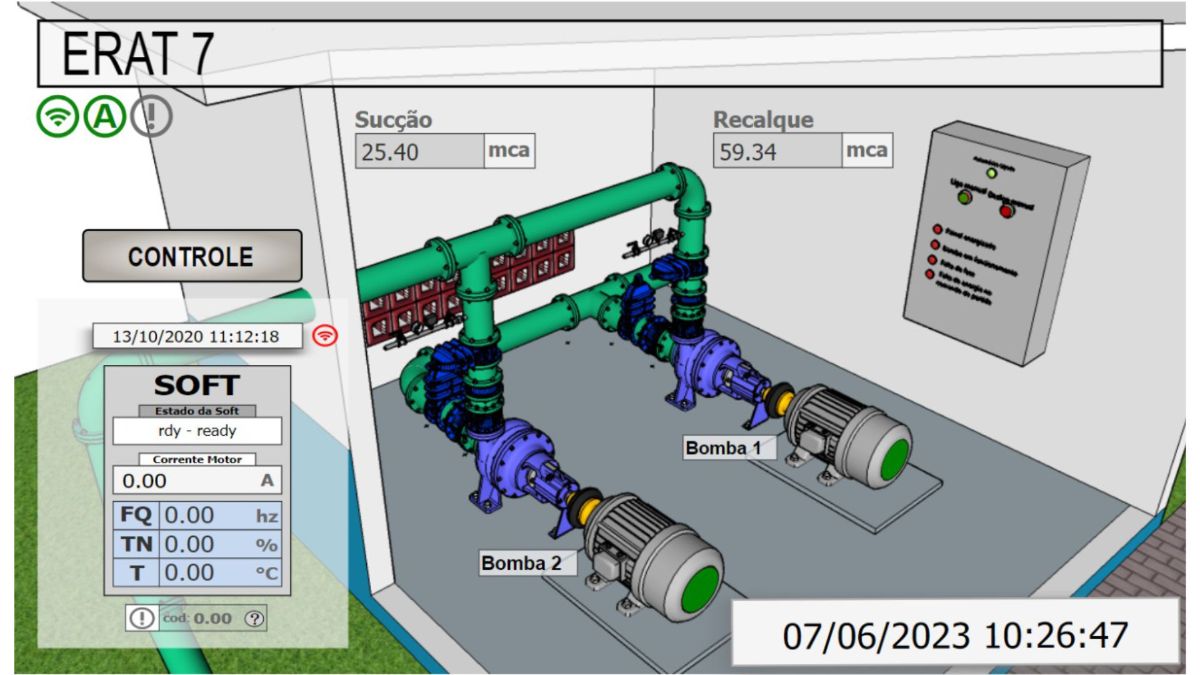 ERAT 7
A
!
Sucção
25.40 mca
Recalque
59.34 mca
Liga manual Desliga manual
Painel energizado
Bomba em funcionamento
Falta de fase
Falta de energia no
comando de partida
CONTROLE
13/10/2020 11:12:18
SOFT
Estado da Soft
rdy - ready
Corrente Motor
0.00 A
FQ 0.00 hz
TN 0.00 %
T 0.00 °C
! cod: 0.00 ?
Bomba 1
Bomba 2
07/06/2023 10:26:47